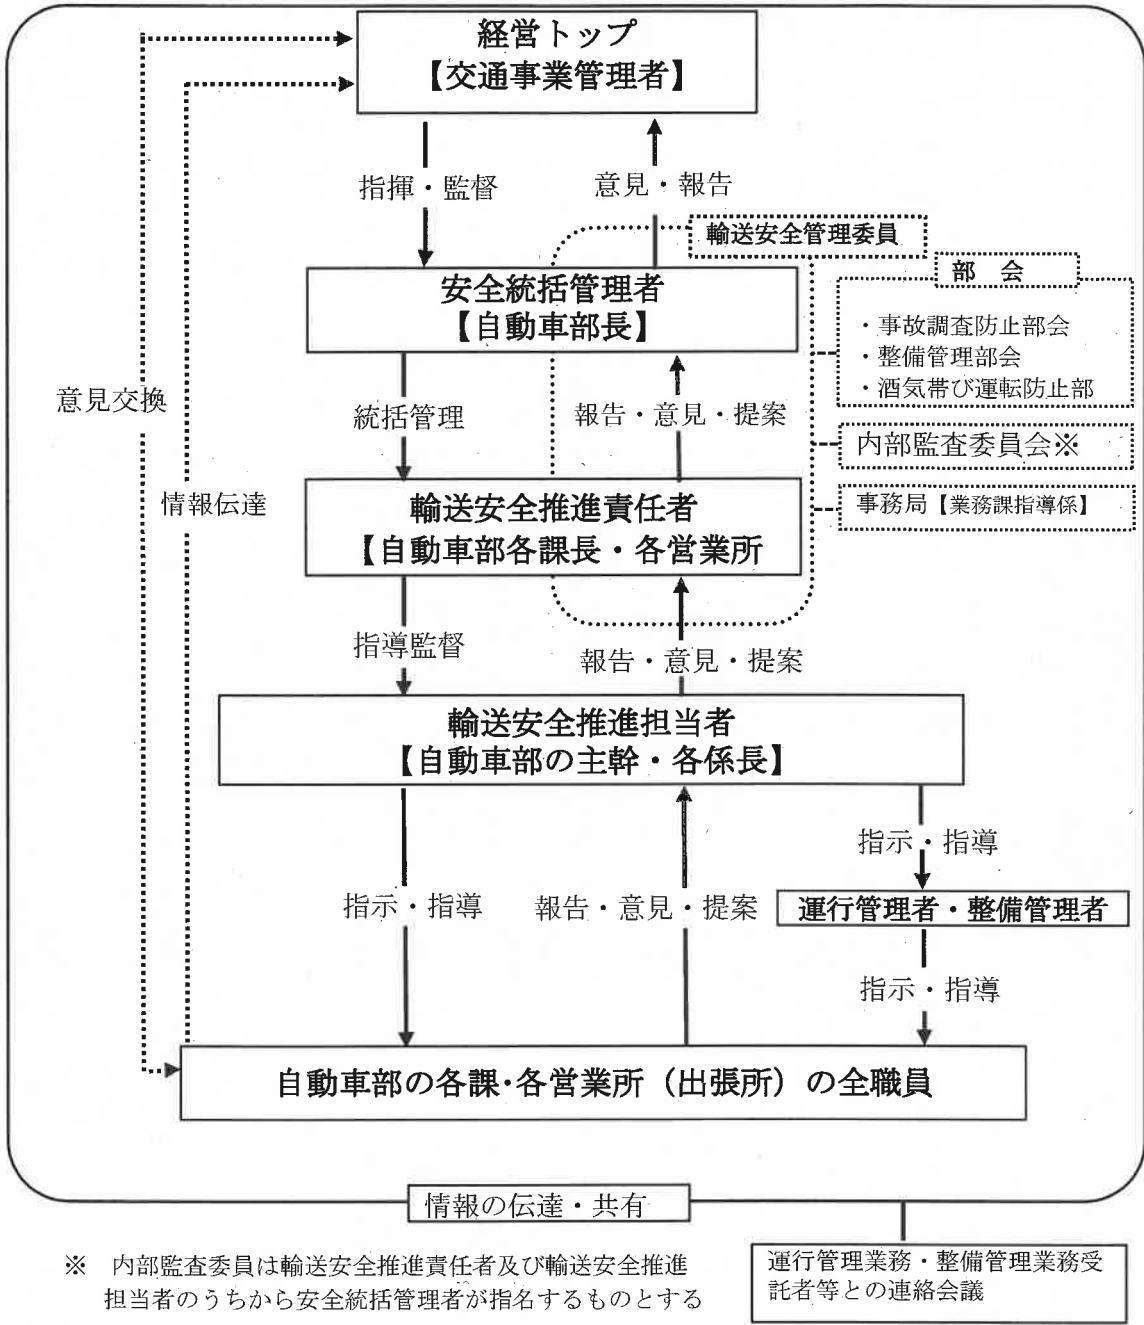 経営トップ
【交通事業管理者】
指揮・監督
意見・報告
輸送安全管理委員
部　会
安全統括管理者
【自動車部長】
・事故調査防止部会
・整備管理部会
・酒気帯び運転防止部
意見交換
統括管理
報告・意見・提案
内部監査委員会※
情報伝達
輸送安全推進責任者
【自動車部各課長・各営業所
事務局【業務課指導係】
指導監督
報告・意見・提案
輸送安全推進担当者
【自動車部の主幹・各係長】
指示・指導
指示・指導
報告・意見・提案
運行管理者・整備管理者
指示・指導
自動車部の各課・各営業所（出張所）の全職員
情報の伝達・共有
※　内部監査委員は輸送安全推進責任者及び輸送安全推進
担当者のうちから安全統括管理者が指名するものとする
運行管理業務・整備管理業務受
託者等との連絡会議